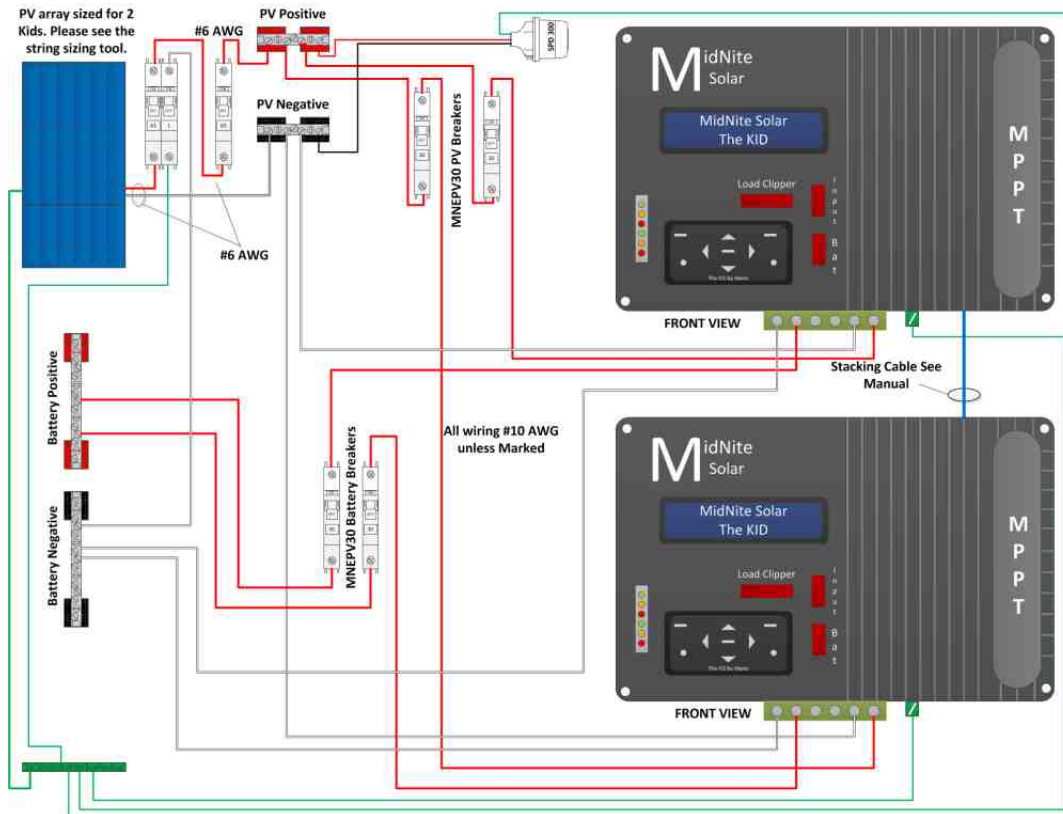 PV array sized for 2
Kids. Please see the
string sizing tool.
#6 AWG
PV Positive
SPD 300
PV Negative
#6 AWG
MNEPV30 PV Breakers
MidNite
Solar
MidNite Solar
The KID
Load Clipper
Input
Bat
MPPT
FRONT VIEW
Stacking Cable See
Manual
Battery Positive
All wiring #10 AWG
unless Marked
MNEPV30 Battery Breakers
Battery Negative
MidNite
Solar
MidNite Solar
The KID
Load Clipper
Input
Bat
MPPT
FRONT VIEW